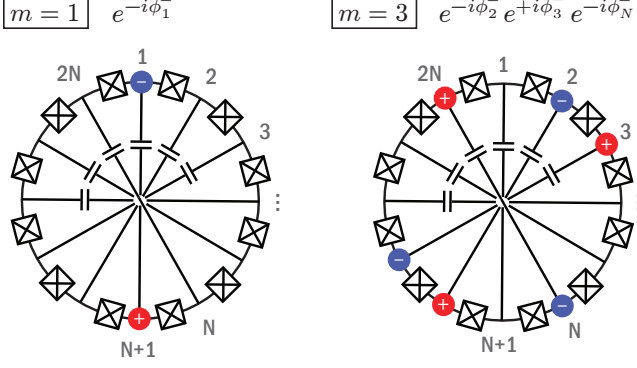 m = 1 e^{-iϕ_1^-}
m = 3 e^{-iϕ_2^-} e^{+iϕ_3^-} e^{-iϕ_N^-}
1
2N 2
3
−
⋮
+
N
N+1
1
2N 2
+ −
3
+
⋮
−
+ −
N
N+1